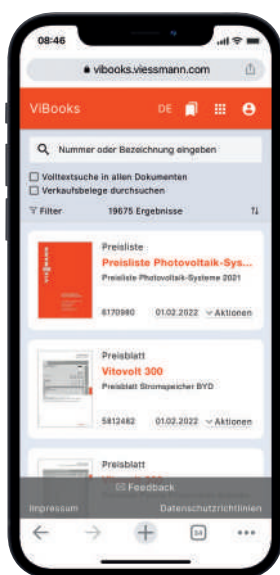 08:46
vibooks.viessmann.com
ViBooks DE
Nummer oder Bezeichnung eingeben
Volltextsuche in allen Dokumenten
Verkaufsbelege durchsuchen
Filter 19675 Ergebnisse
Preisliste
Preisliste Photovoltaik-Sys...
Preisliste Photovoltaik-Systeme 2021
6170980 01.02.2022 Aktionen
Preisblatt
Vitovolt 300
Preisblatt Stromspeicher BYD
5812482 01.02.2022 Aktionen
Preisblatt
Feedback
Impressum Datenschutzrichtlinien
54